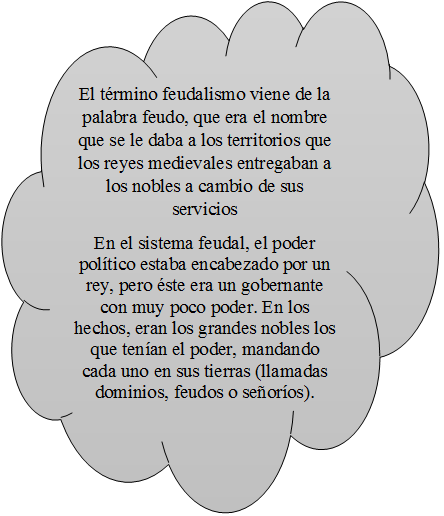 El término feudalismo viene de la
palabra feudo, que era el nombre
que se le daba a los territorios que
los reyes medievales entregaban a
los nobles a cambio de sus
servicios
En el sistema feudal, el poder
político estaba encabezado por un
rey, pero éste era un gobernante
con muy poco poder. En los
hechos, eran los grandes nobles los
que tenían el poder, mandando
cada uno en sus tierras (llamadas
dominios, feudos o señoríos).